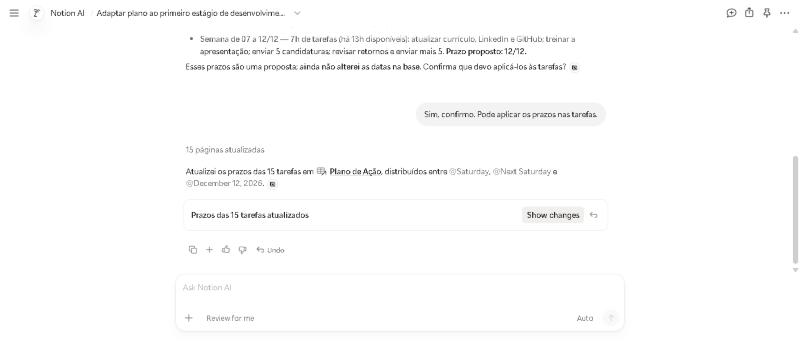 Notion AI / Adaptar plano ao primeiro estágio de desenvolvime...
• Semana de 07 a 12/12 — 7h de tarefas (há 13h disponíveis): atualizar currículo, LinkedIn e GitHub; treinar a
apresentação; enviar 5 candidaturas; revisar retornos e enviar mais 5. Prazo proposto: 12/12.
Esses prazos são uma proposta; ainda não alterei as datas na base. Confirma que devo aplicá-los às tarefas?
Sim, confirmo. Pode aplicar os prazos nas tarefas.
15 páginas atualizadas
Atualizei os prazos das 15 tarefas em Plano de Ação, distribuídos entre @Saturday, @Next Saturday e
@December 12, 2026.
Prazos das 15 tarefas atualizados Show changes
Undo
Ask Notion AI
Review for me Auto